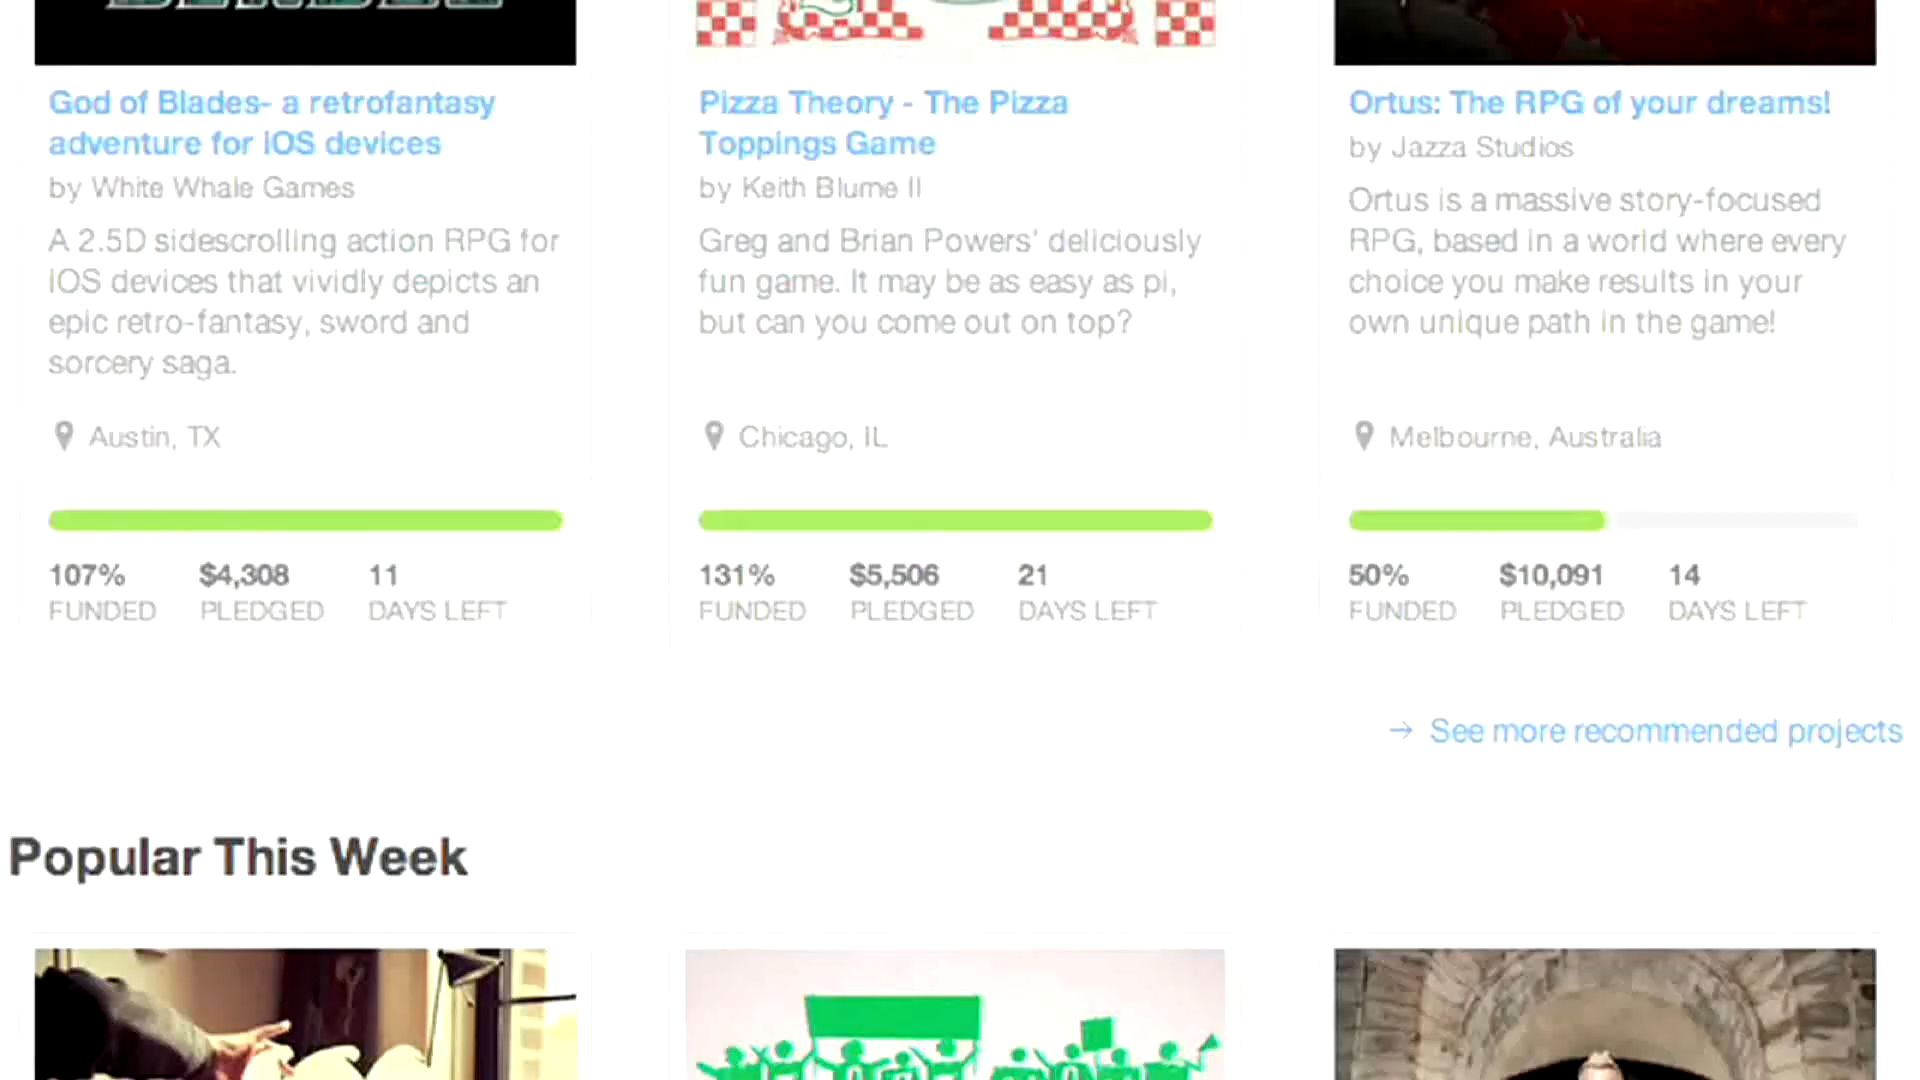 God of Blades- a retrofantasy
adventure for iOS devices
by White Whale Games
A 2.5D sidescrolling action RPG for
iOS devices that vividly depicts an
epic retro-fantasy, sword and
sorcery saga.
Austin, TX
107% $4,308 11
FUNDED PLEDGED DAYS LEFT
Pizza Theory - The Pizza
Toppings Game
by Keith Blume II
Greg and Brian Powers' deliciously
fun game. It may be as easy as pi,
but can you come out on top?
Chicago, IL
131% $5,506 21
FUNDED PLEDGED DAYS LEFT
Ortus: The RPG of your dreams!
by Jazza Studios
Ortus is a massive story-focused
RPG, based in a world where every
choice you make results in your
own unique path in the game!
Melbourne, Australia
50% $10,091 14
FUNDED PLEDGED DAYS LEFT
→ See more recommended projects
Popular This Week